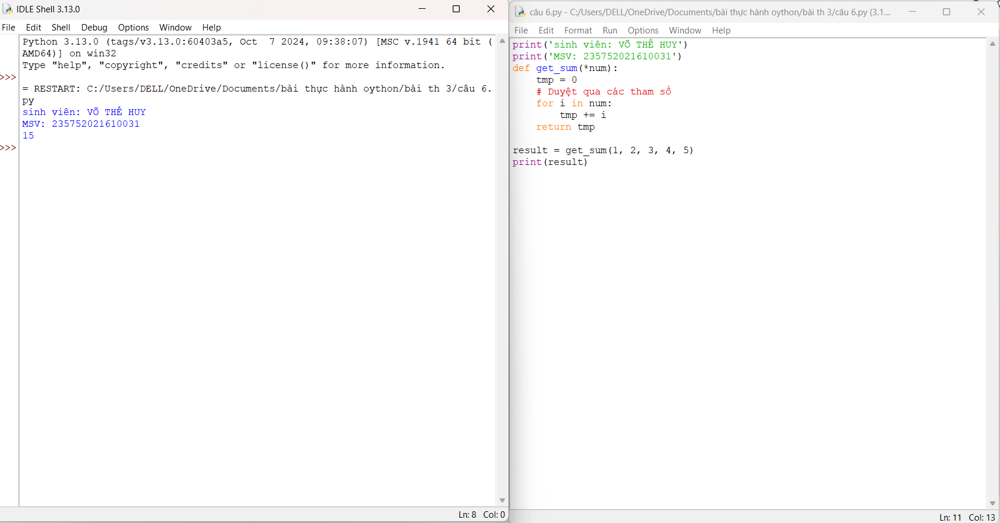 IDLE Shell 3.13.0
File Edit Shell Debug Options Window Help
Python 3.13.0 (tags/v3.13.0:60403a5, Oct  7 2024, 09:38:07) [MSC v.1941 64 bit (
AMD64)] on win32
Type "help", "copyright", "credits" or "license()" for more information.
>>>
= RESTART: C:/Users/DELL/OneDrive/Documents/bài thực hành oython/bài th 3/câu 6.
py
sinh viên: VÕ THẾ HUY
MSV: 235752021610031
15
>>>
Ln: 8 Col: 0
câu 6.py - C:/Users/DELL/OneDrive/Documents/bài thực hành oython/bài th 3/câu 6.py (3.1...
File Edit Format Run Options Window Help
print('sinh viên: VÕ THẾ HUY')
print('MSV: 235752021610031')
def get_sum(*num):
    tmp = 0
    # Duyệt qua các tham số
    for i in num:
        tmp += i
    return tmp
result = get_sum(1, 2, 3, 4, 5)
print(result)
Ln: 11 Col: 13